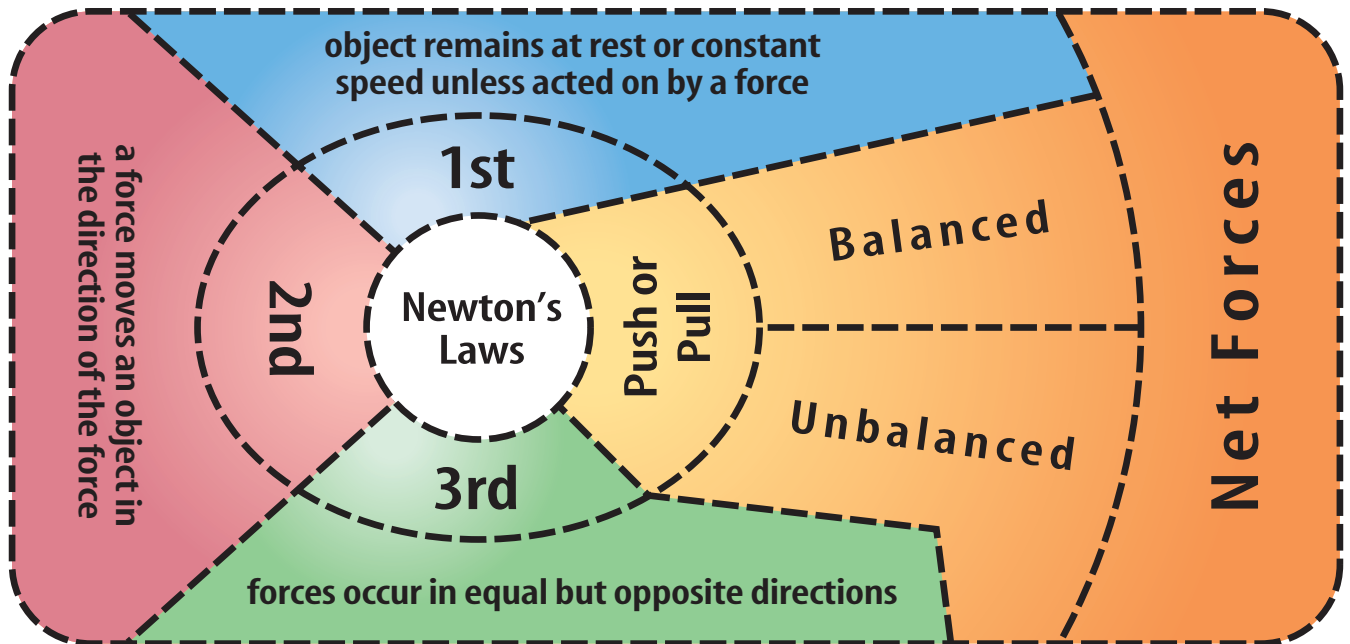 object remains at rest or constant
speed unless acted on by a force
1st
a force moves an object in
the direction of the force
2nd
Newton's
Laws
Push or
Pull
Balanced
Unbalanced
Net Forces
3rd
forces occur in equal but opposite directions